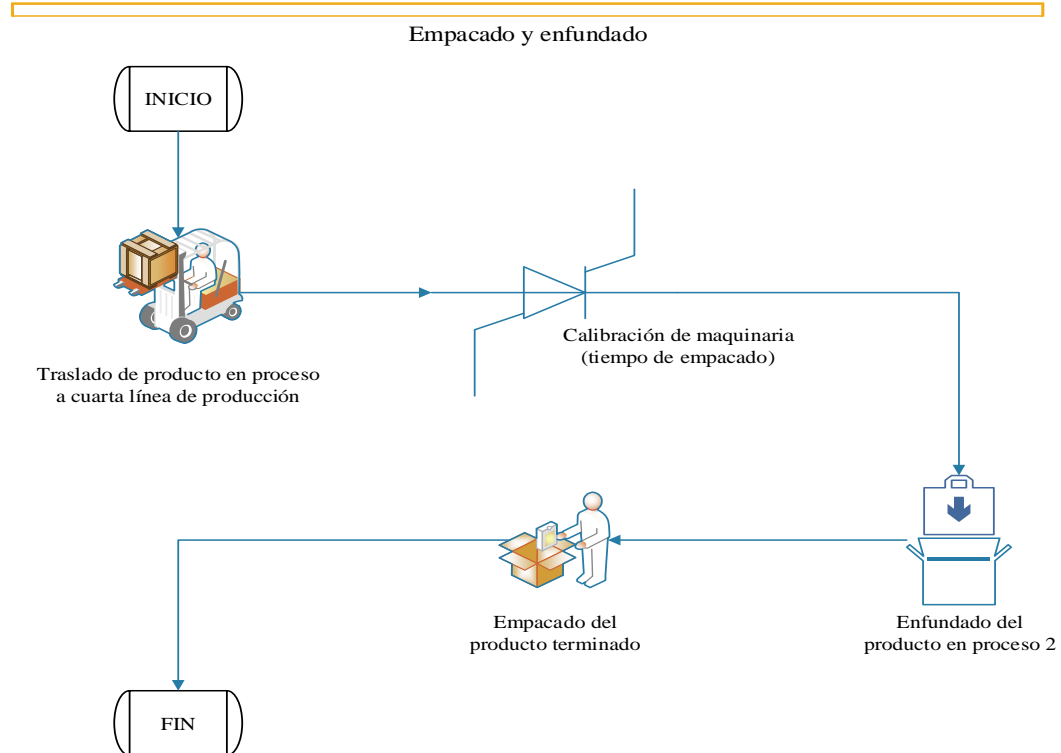 Empacado y enfundado
INICIO
Traslado de producto en proceso
a cuarta línea de producción
Calibración de maquinaria
(tiempo de empacado)
Enfundado del
producto en proceso 2
Empacado del
producto terminado
FIN